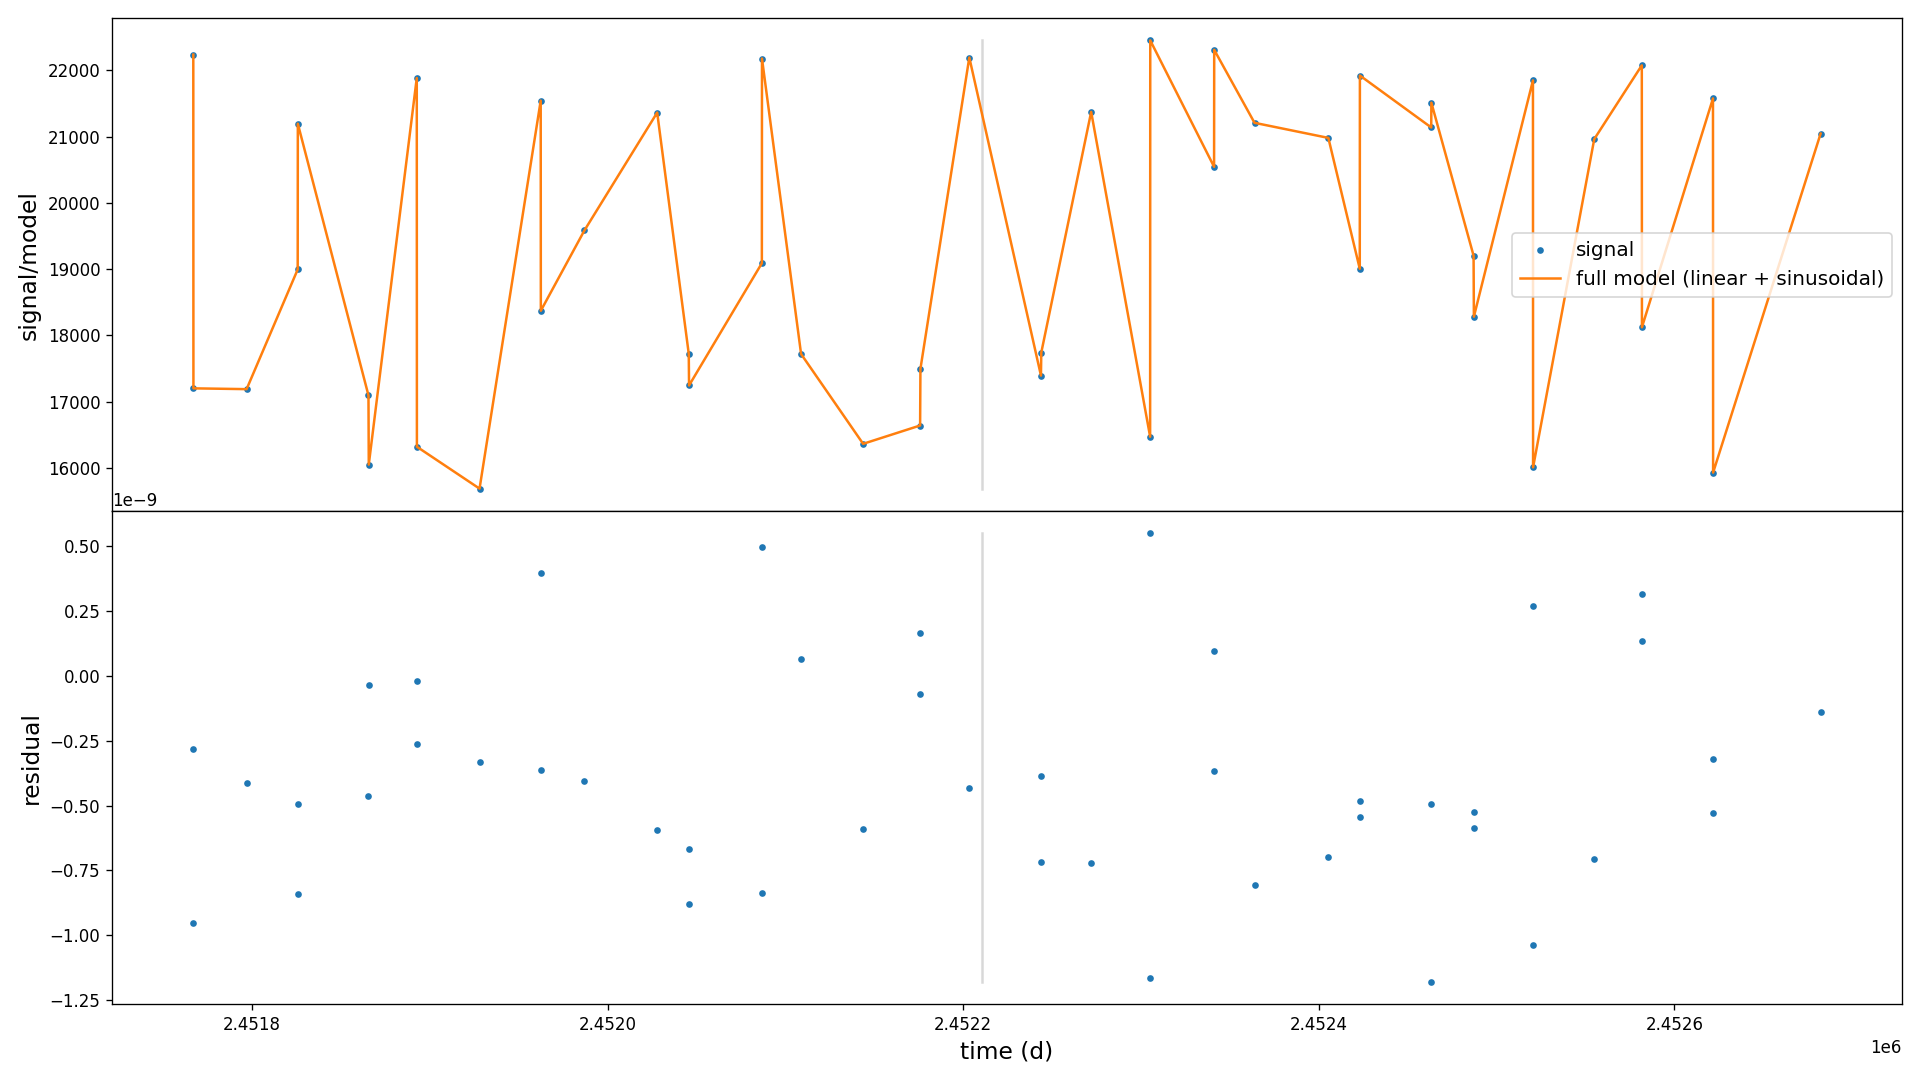 22000
21000
20000
19000
18000
17000
16000
signal/model
signal
full model (linear + sinusoidal)
1e−9
0.50
0.25
0.00
−0.25
−0.50
−0.75
−1.00
−1.25
residual
2.4518
2.4520
2.4522
2.4524
2.4526
time (d)
1e6